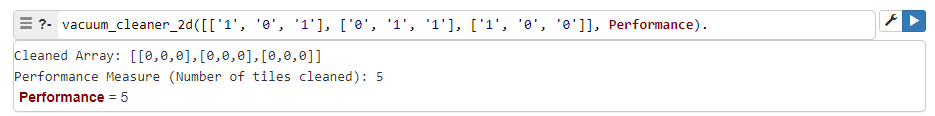 ?- vacuum_cleaner_2d([['1', '0', '1'], ['0', '1', '1'], ['1', '0', '0']], Performance).
Cleaned Array: [[0,0,0],[0,0,0],[0,0,0]]
Performance Measure (Number of tiles cleaned): 5
Performance = 5